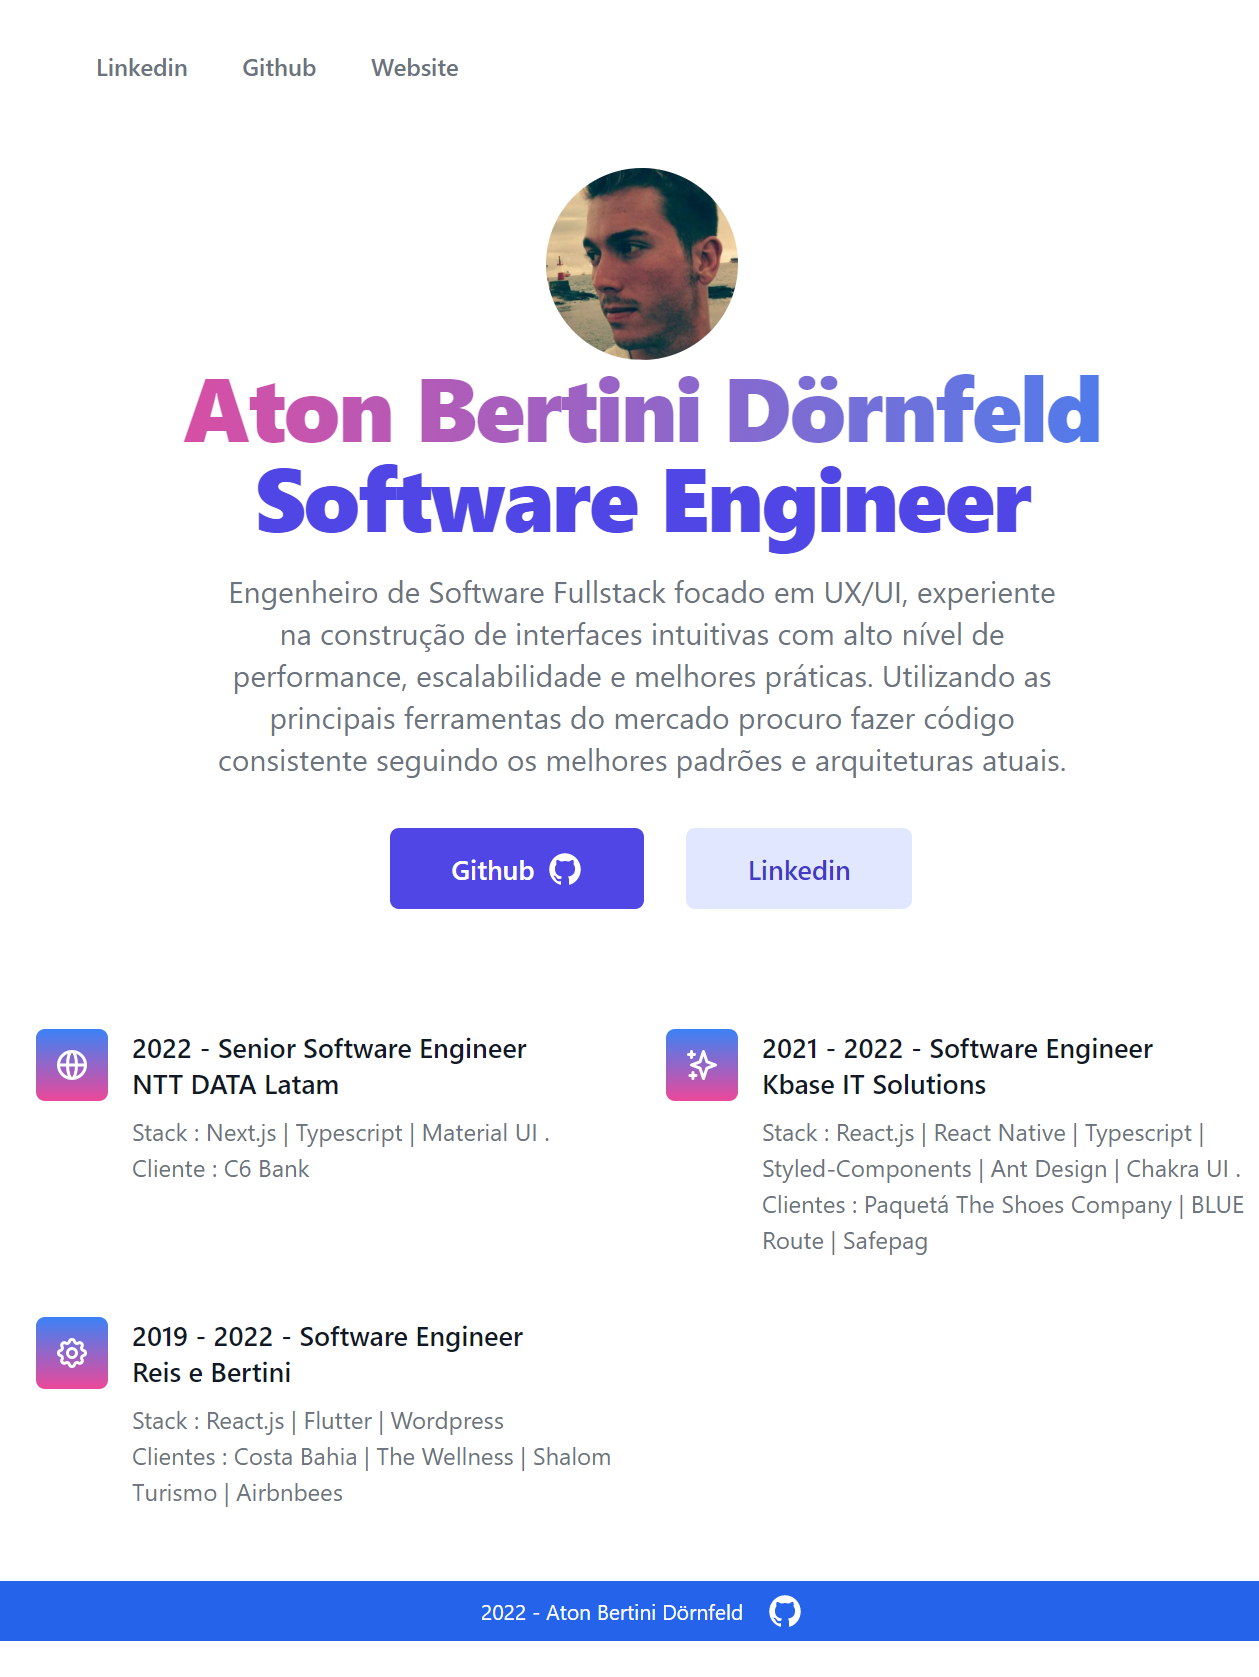 Linkedin Github Website
Aton Bertini Dörnfeld
Software Engineer
Engenheiro de Software Fullstack focado em UX/UI, experiente
na construção de interfaces intuitivas com alto nível de
performance, escalabilidade e melhores práticas. Utilizando as
principais ferramentas do mercado procuro fazer código
consistente seguindo os melhores padrões e arquiteturas atuais.
Github
Linkedin
2022 - Senior Software Engineer
NTT DATA Latam
Stack : Next.js | Typescript | Material UI .
Cliente : C6 Bank
2021 - 2022 - Software Engineer
Kbase IT Solutions
Stack : React.js | React Native | Typescript |
Styled-Components | Ant Design | Chakra UI .
Clientes : Paquetá The Shoes Company | BLUE
Route | Safepag
2019 - 2022 - Software Engineer
Reis e Bertini
Stack : React.js | Flutter | Wordpress
Clientes : Costa Bahia | The Wellness | Shalom
Turismo | Airbnbees
2022 - Aton Bertini Dörnfeld